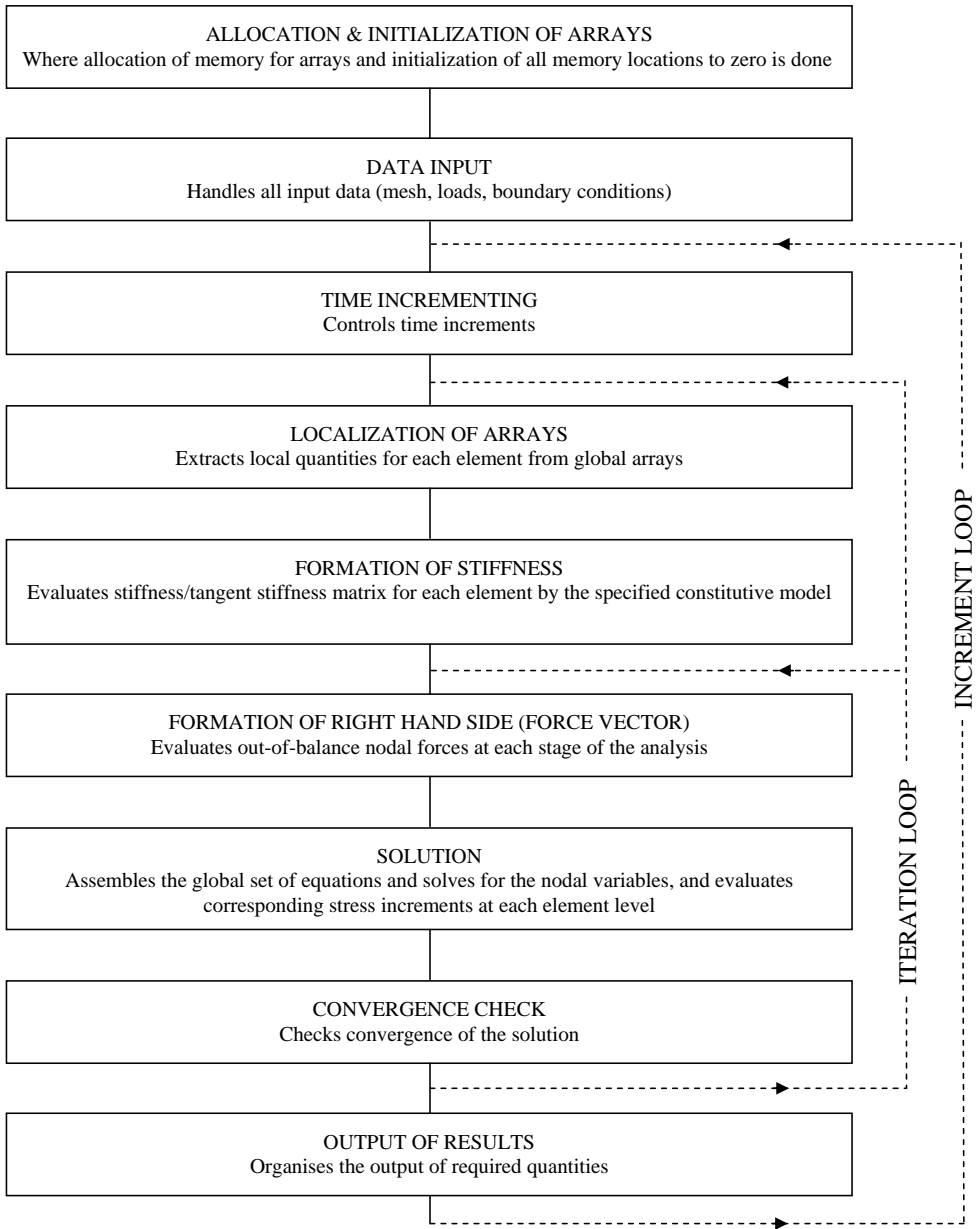 ALLOCATION & INITIALIZATION OF ARRAYS
Where allocation of memory for arrays and initialization of all memory locations to zero is done
DATA INPUT
Handles all input data (mesh, loads, boundary conditions)
TIME INCREMENTING
Controls time increments
LOCALIZATION OF ARRAYS
Extracts local quantities for each element from global arrays
FORMATION OF STIFFNESS
Evaluates stiffness/tangent stiffness matrix for each element by the specified constitutive model
FORMATION OF RIGHT HAND SIDE (FORCE VECTOR)
Evaluates out-of-balance nodal forces at each stage of the analysis
SOLUTION
Assembles the global set of equations and solves for the nodal variables, and evaluates
corresponding stress increments at each element level
CONVERGENCE CHECK
Checks convergence of the solution
OUTPUT OF RESULTS
Organises the output of required quantities
ITERATION LOOP
INCREMENT LOOP